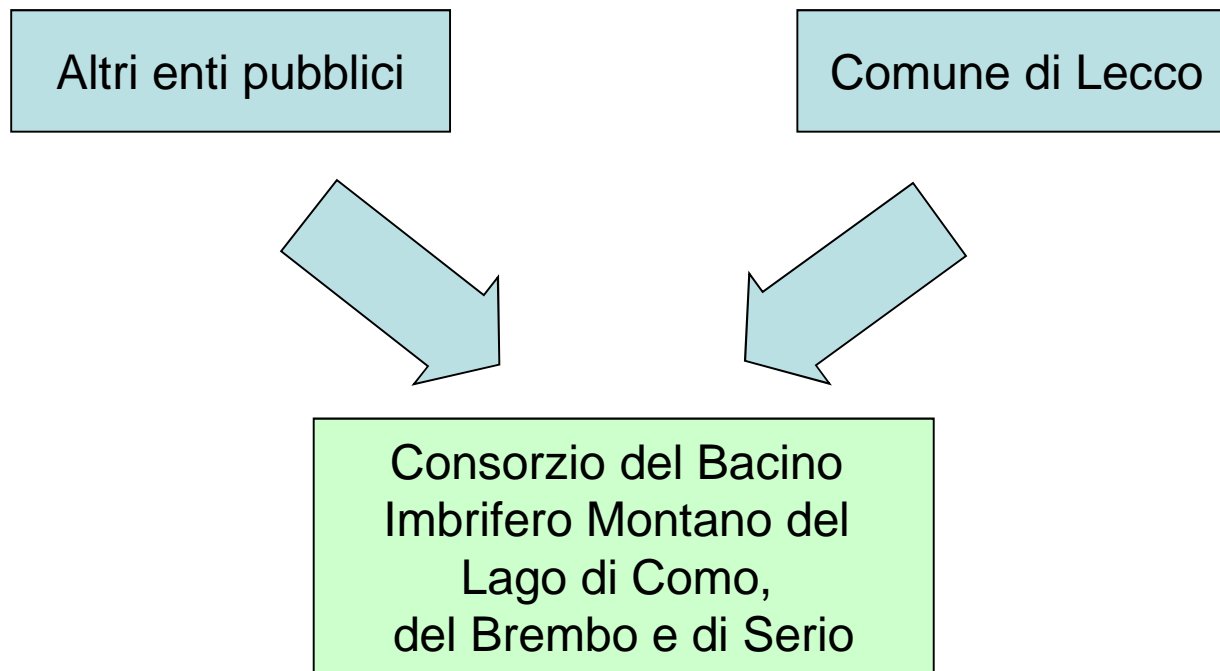 Altri enti pubblici
Comune di Lecco
Consorzio del Bacino
Imbrifero Montano del
Lago di Como,
del Brembo e di Serio